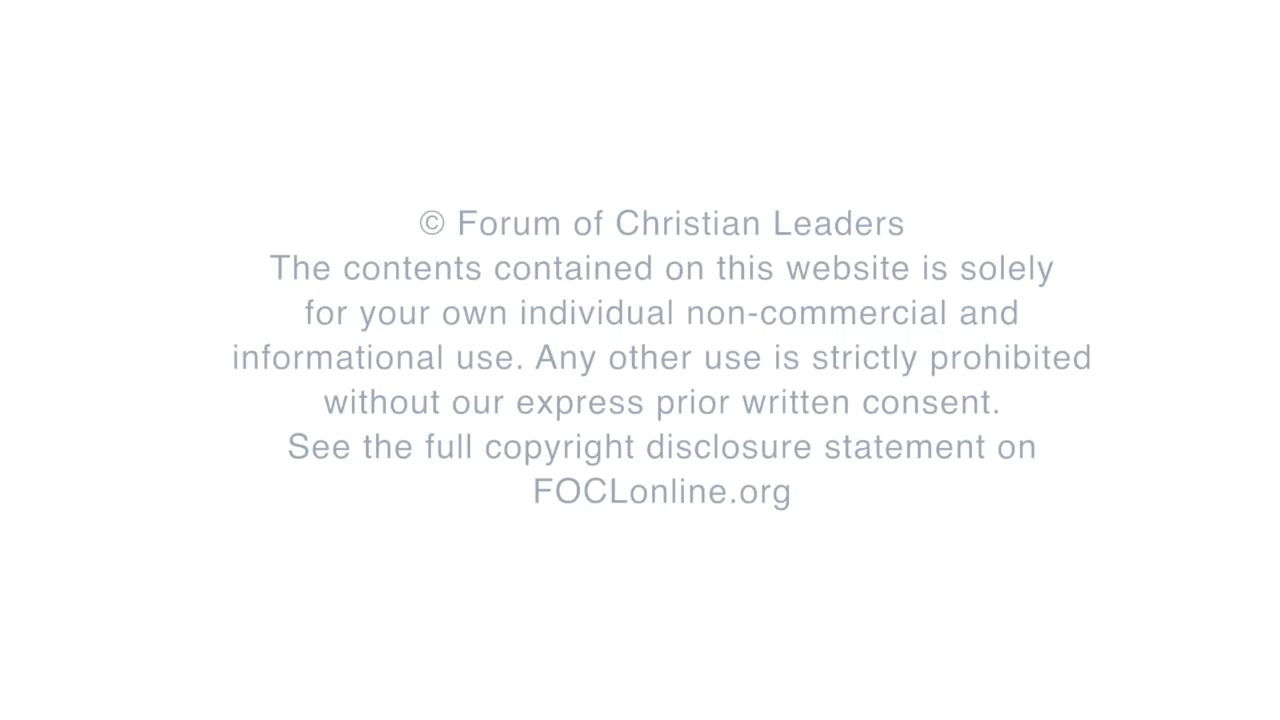 © Forum of Christian Leaders
The contents contained on this website is solely
for your own individual non-commercial and
informational use. Any other use is strictly prohibited
without our express prior written consent.
See the full copyright disclosure statement on
FOCLonline.org